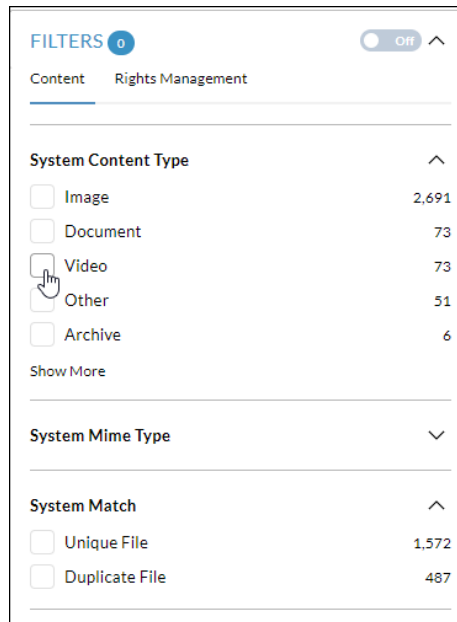 FILTERS 0 Off
Content Rights Management
System Content Type
Image 2,691
Document 73
Video 73
Other 51
Archive 6
Show More
System Mime Type
System Match
Unique File 1,572
Duplicate File 487